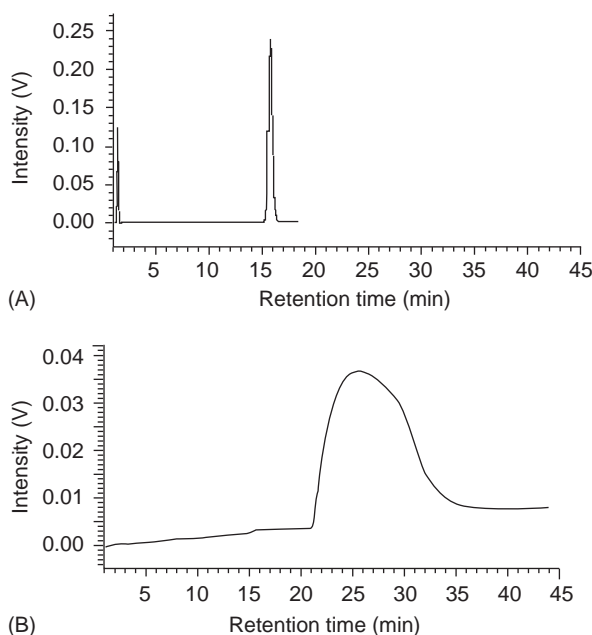 Intensity (V)
0.25
0.20
0.15
0.10
0.05
0.00
5 10 15 20 25 30 35 40 45
Retention time (min)
(A)
Intensity (V)
0.04
0.03
0.02
0.01
0.00
5 10 15 20 25 30 35 40 45
Retention time (min)
(B)